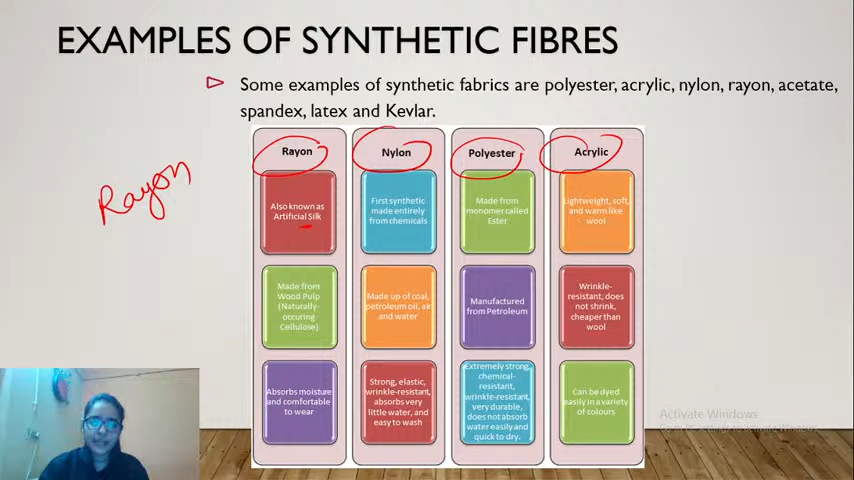 EXAMPLES OF SYNTHETIC FIBRES
Some examples of synthetic fabrics are polyester, acrylic, nylon, rayon, acetate,
spandex, latex and Kevlar.
Rayon
Rayon
Also known as
Artificial Silk
Made from
Wood Pulp
(Naturally-
occuring
Cellulose)
Absorbs moisture
and comfortable
to wear
Nylon
First synthetic
made entirely
from chemicals
Made up of coal,
petroleum oil, air
and water
Strong, elastic,
wrinkle-resistant,
absorbs very
little water, and
easy to wash
Polyester
Made from
monomer called
Ester
Manufactured
from Petroleum
Extremely strong,
chemical-
resistant,
wrinkle-resistant,
very durable,
does not absorb
water easily and
quick to dry.
Acrylic
Lightweight, soft,
and warm like
wool
Wrinkle-
resistant, does
not shrink,
cheaper than
wool
Can be dyed
easily in a variety
of colours
Activate Windows